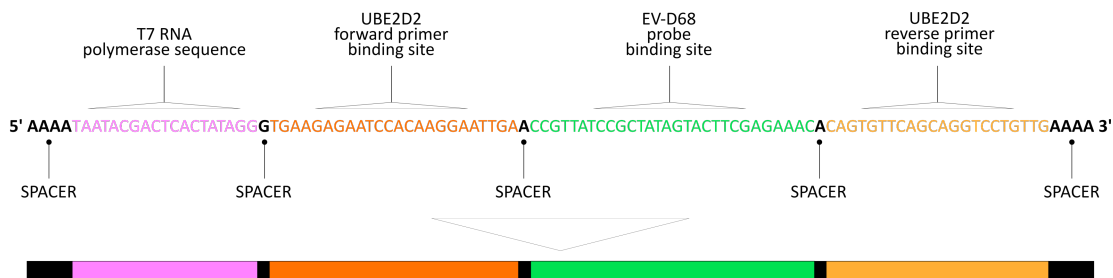 T7 RNA
polymerase sequence
UBE2D2
forward primer
binding site
EV-D68
probe
binding site
UBE2D2
reverse primer
binding site
5' AAAATAATACGACTCACTATAGGGTGAAGAGAATCCACAAGGAATTGAACCGTTATCCGCTATAGTACTTCGAGAAACACAGTGTTCAGCAGGTCCTGTTGAAAA 3'
SPACER SPACER SPACER SPACER SPACER